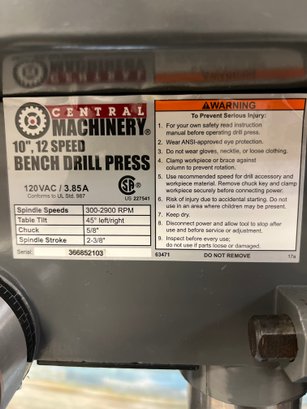 CENTRAL
MACHINERY®
10", 12 SPEED
BENCH DRILL PRESS
120VAC / 3.85A
Conforms to UL Std. 987
US 227541
Spindle Speeds 300-2900 RPM
Table Tilt 45° left/right
Chuck 5/8"
Spindle Stroke 2-3/8"
Serial: 366852103
⚠WARNING
To Prevent Serious Injury:
1. For your own safety read instruction
manual before operating drill press.
2. Wear ANSI-approved eye protection.
3. Do not wear gloves, necktie, or loose clothing.
4. Clamp workpiece or brace against
column to prevent rotation.
5. Use recommended speed for drill accessory and
workpiece material. Remove chuck key and clamp
workpiece securely before connecting power.
6. Risk of injury due to accidental starting. Do not
use in an area where children may be present.
7. Keep dry.
8. Disconnect power and allow tool to stop after
use and before service or adjustment.
9. Inspect before every use;
do not use if parts loose or damaged.
63471 DO NOT REMOVE 17a